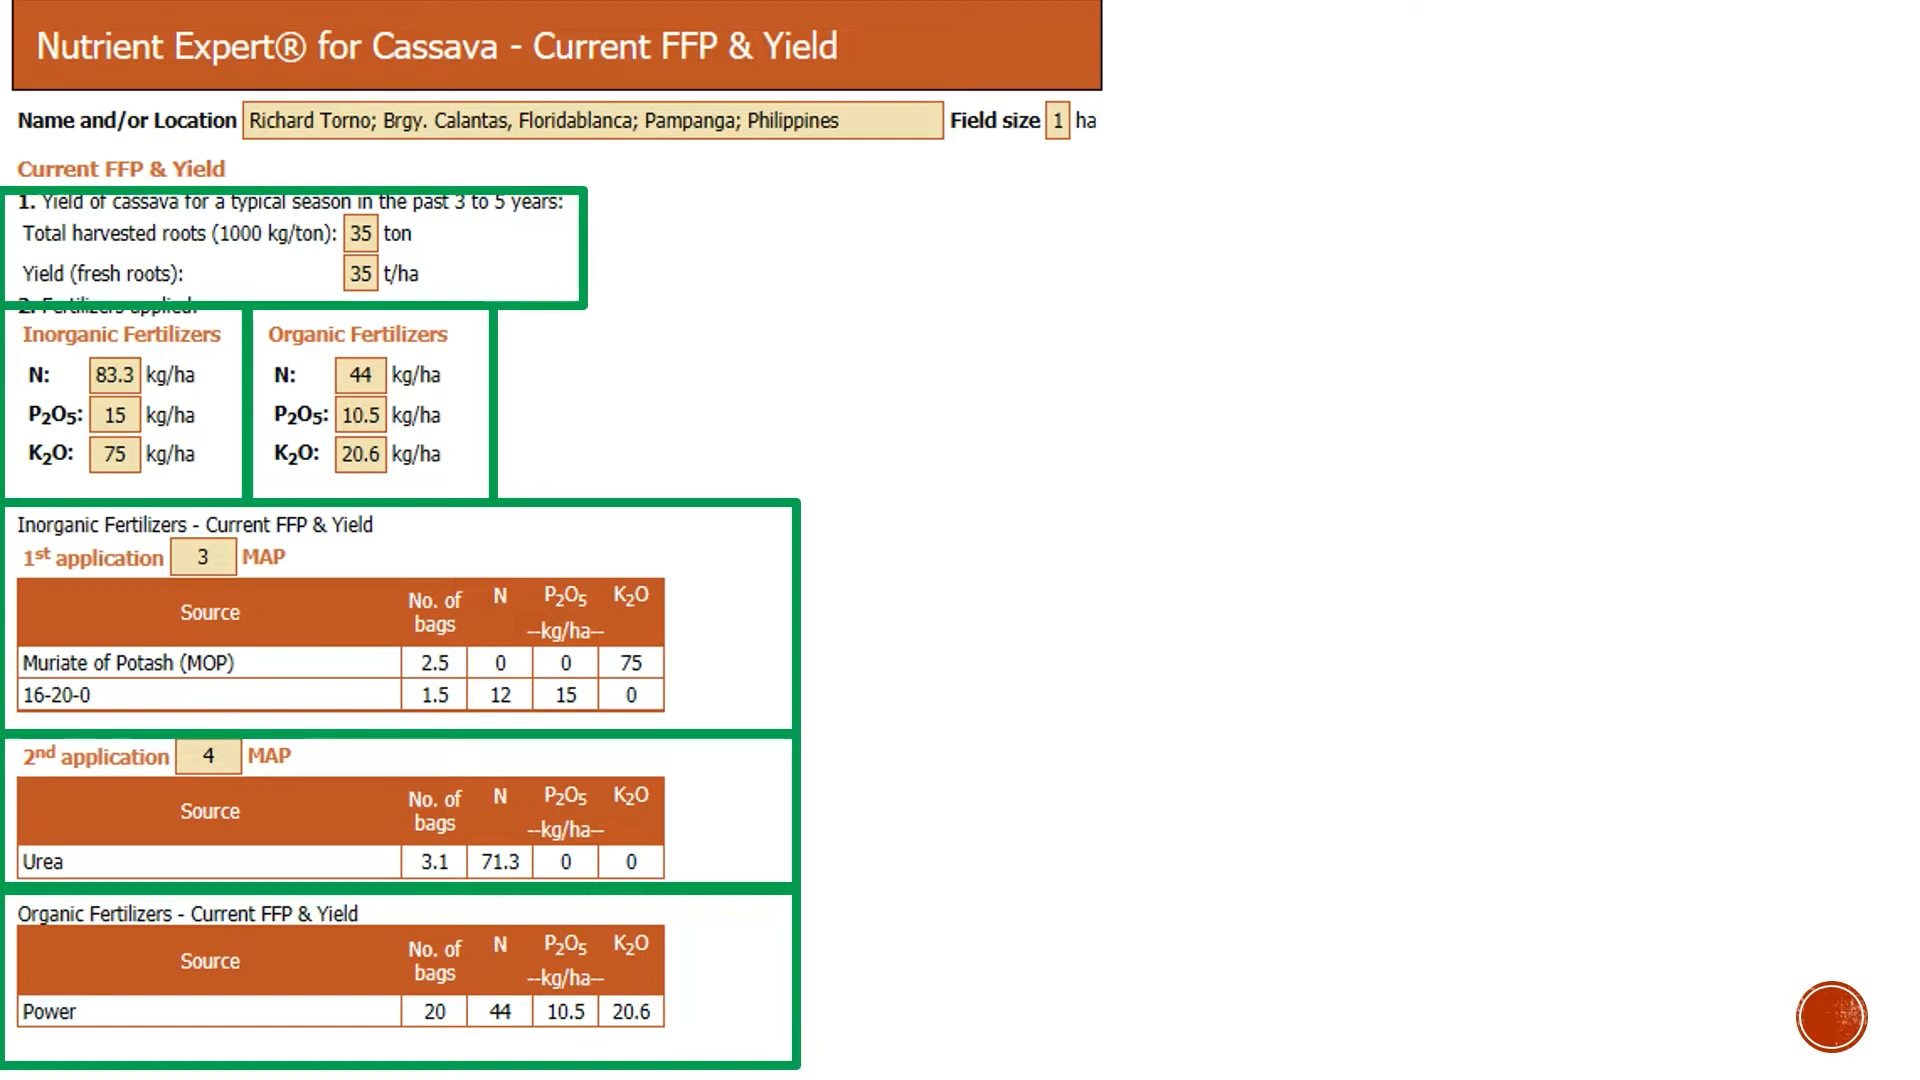 Nutrient Expert® for Cassava - Current FFP & Yield
Name and/or Location Richard Torno; Brgy. Calantas, Floridablanca; Pampanga; Philippines Field size 1 ha
Current FFP & Yield
1. Yield of cassava for a typical season in the past 3 to 5 years:
Total harvested roots (1000 kg/ton): 35 ton
Yield (fresh roots): 35 t/ha
2. Fertilizers applied:
Inorganic Fertilizers
N: 83.3 kg/ha
P₂O₅: 15 kg/ha
K₂O: 75 kg/ha
Organic Fertilizers
N: 44 kg/ha
P₂O₅: 10.5 kg/ha
K₂O: 20.6 kg/ha
Inorganic Fertilizers - Current FFP & Yield
1st application 3 MAP
Source No. of bags N P₂O₅ K₂O
--kg/ha--
Muriate of Potash (MOP) 2.5 0 0 75
16-20-0 1.5 12 15 0
2nd application 4 MAP
Source No. of bags N P₂O₅ K₂O
--kg/ha--
Urea 3.1 71.3 0 0
Organic Fertilizers - Current FFP & Yield
Source No. of bags N P₂O₅ K₂O
--kg/ha--
Power 20 44 10.5 20.6